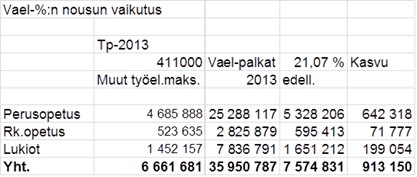 Vael-%:n nousun vaikutus
Tp-2013
411000 Vael-palkat 21,07 % Kasvu
Muut työel.maks. 2013 edell.
Perusopetus 4 685 888 25 288 117 5 328 206 642 318
Rk.opetus 523 635 2 825 879 595 413 71 777
Lukiot 1 452 157 7 836 791 1 651 212 199 054
Yht. 6 661 681 35 950 787 7 574 831 913 150